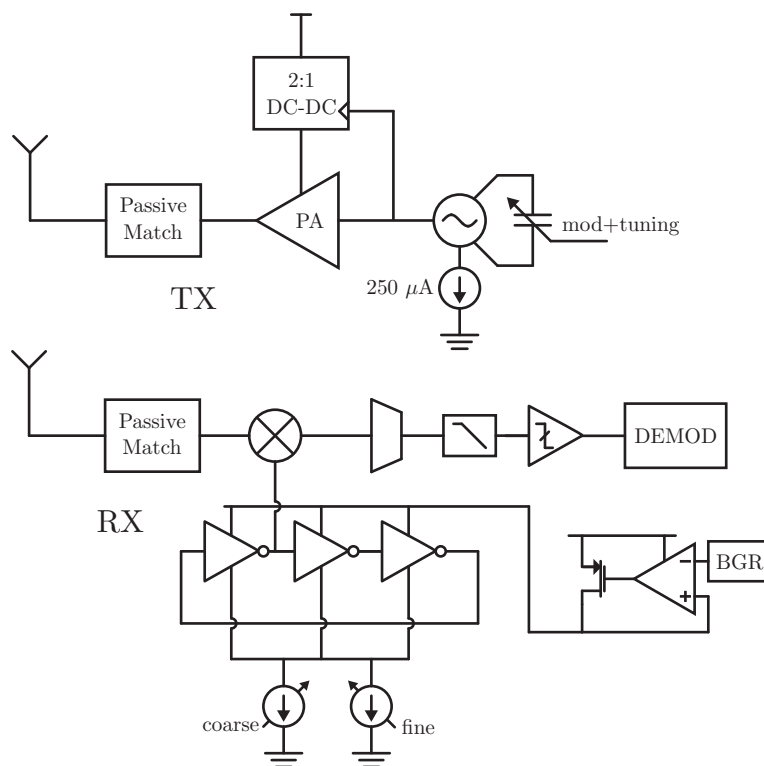 2:1
DC-DC
Passive
Match
PA
mod+tuning
250 μA
TX
Passive
Match
DEMOD
RX
BGR
−
+
coarse
fine